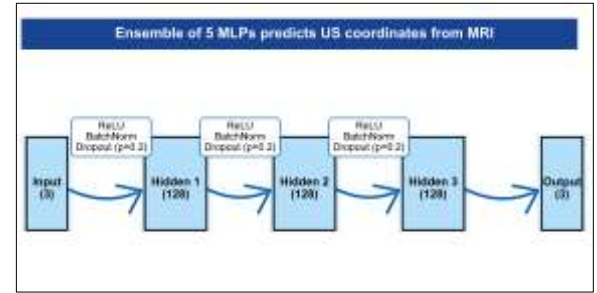 Ensemble of 5 MLPs predicts US coordinates from MRI
ReLU
BatchNorm
Dropout (p=0.2)
ReLU
BatchNorm
Dropout (p=0.2)
ReLU
BatchNorm
Dropout (p=0.2)
Input
(3)
Hidden 1
(128)
Hidden 2
(128)
Hidden 3
(128)
Output
(3)